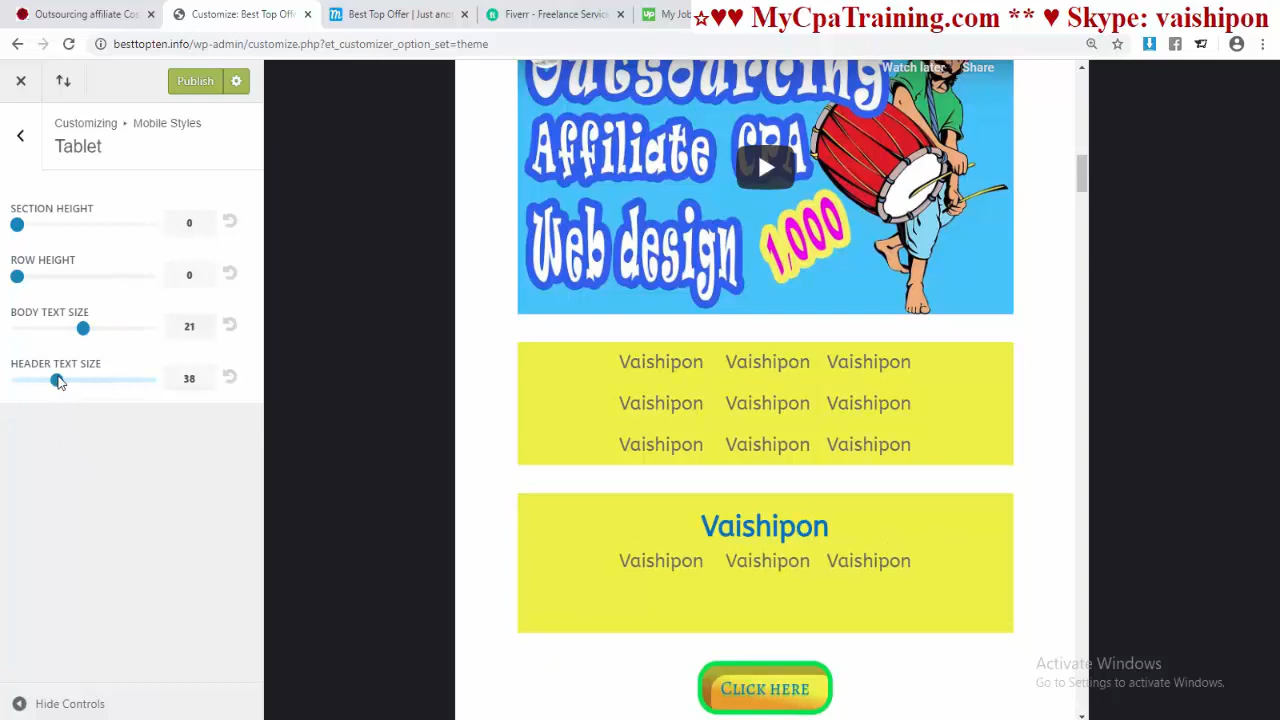 Outsourcing affiliate Cos
Customize: Best Top Off
Best Top Offer | Just anot
Fiverr - Freelance Service
My Jo
☆♥♥ MyCpaTraining.com ** ♥ Skype: vaishipon
besttopten.info/wp-admin/customize.php?et_customizer_option_set=theme
Publish
Customizing ▸ Mobile Styles
Tablet
SECTION HEIGHT
0
ROW HEIGHT
0
BODY TEXT SIZE
21
HEADER TEXT SIZE
38
Hide Controls
Watch later
Share
Outsourcing
Affiliate CPA
Web design 1,000
Vaishipon Vaishipon Vaishipon
Vaishipon Vaishipon Vaishipon
Vaishipon Vaishipon Vaishipon
Vaishipon
Vaishipon Vaishipon Vaishipon
Click here
Activate Windows
Go to Settings to activate Windows.